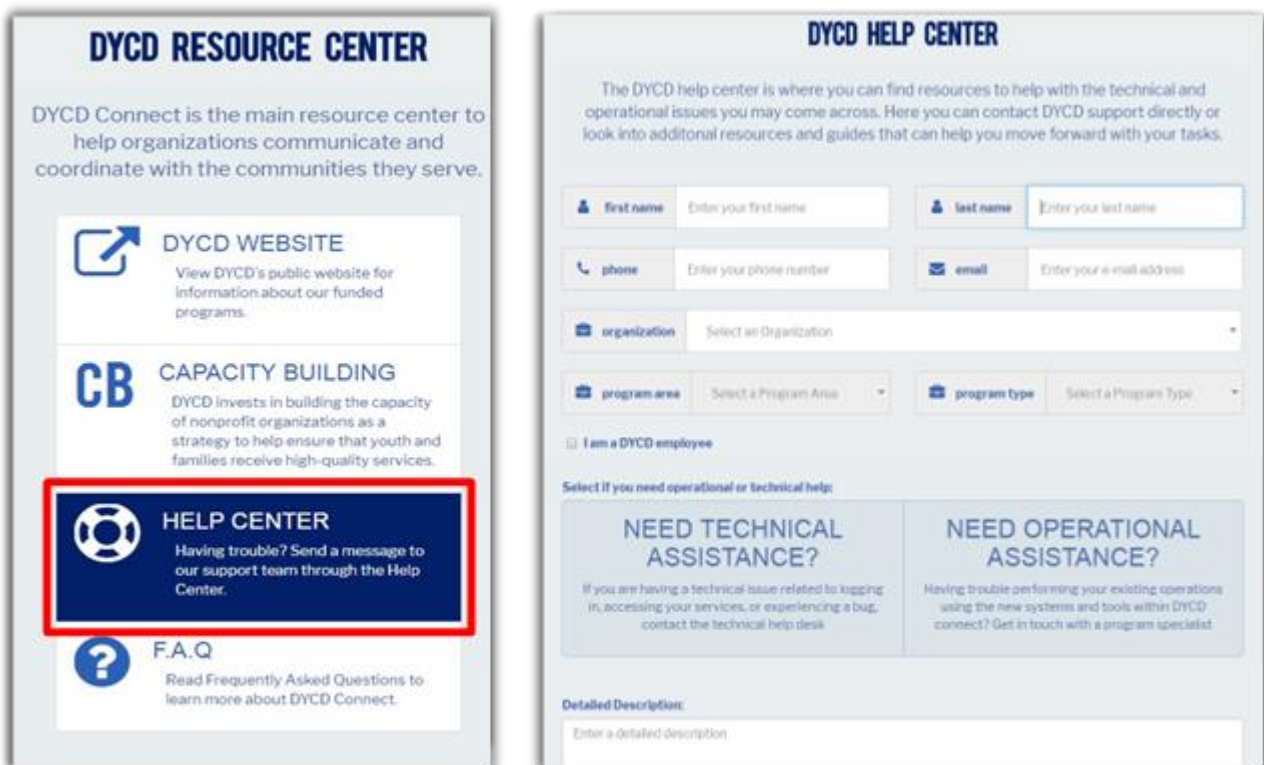 DYCD RESOURCE CENTER
DYCD Connect is the main resource center to
help organizations communicate and
coordinate with the communities they serve.
DYCD WEBSITE
View DYCD's public website for
information about our funded
programs.
CB
CAPACITY BUILDING
DYCD invests in building the capacity
of nonprofit organizations as a
strategy to help ensure that youth and
families receive high-quality services.
HELP CENTER
Having trouble? Send a message to
our support team through the Help
Center.
?
F.A.Q
Read Frequently Asked Questions to
learn more about DYCD Connect.
DYCD HELP CENTER
The DYCD help center is where you can find resources to help with the technical and
operational issues you may come across. Here you can contact DYCD support directly or
look into additonal resources and guides that can help you move forward with your tasks.
first name Enter your first name
last name Enter your last name
phone Enter your phone number
email Enter your e-mail address
organization Select an Organization
program area Select a Program Area
program type Select a Program Type
I am a DYCD employee
Select if you need operational or technical help:
NEED TECHNICAL
ASSISTANCE?
If you are having a technical issue related to logging
in, accessing your services, or experiencing a bug,
contact the technical help desk
NEED OPERATIONAL
ASSISTANCE?
Having trouble performing your existing operations
using the new systems and tools within DYCD
connect? Get in touch with a program specialist
Detailed Description:
Enter a detailed description